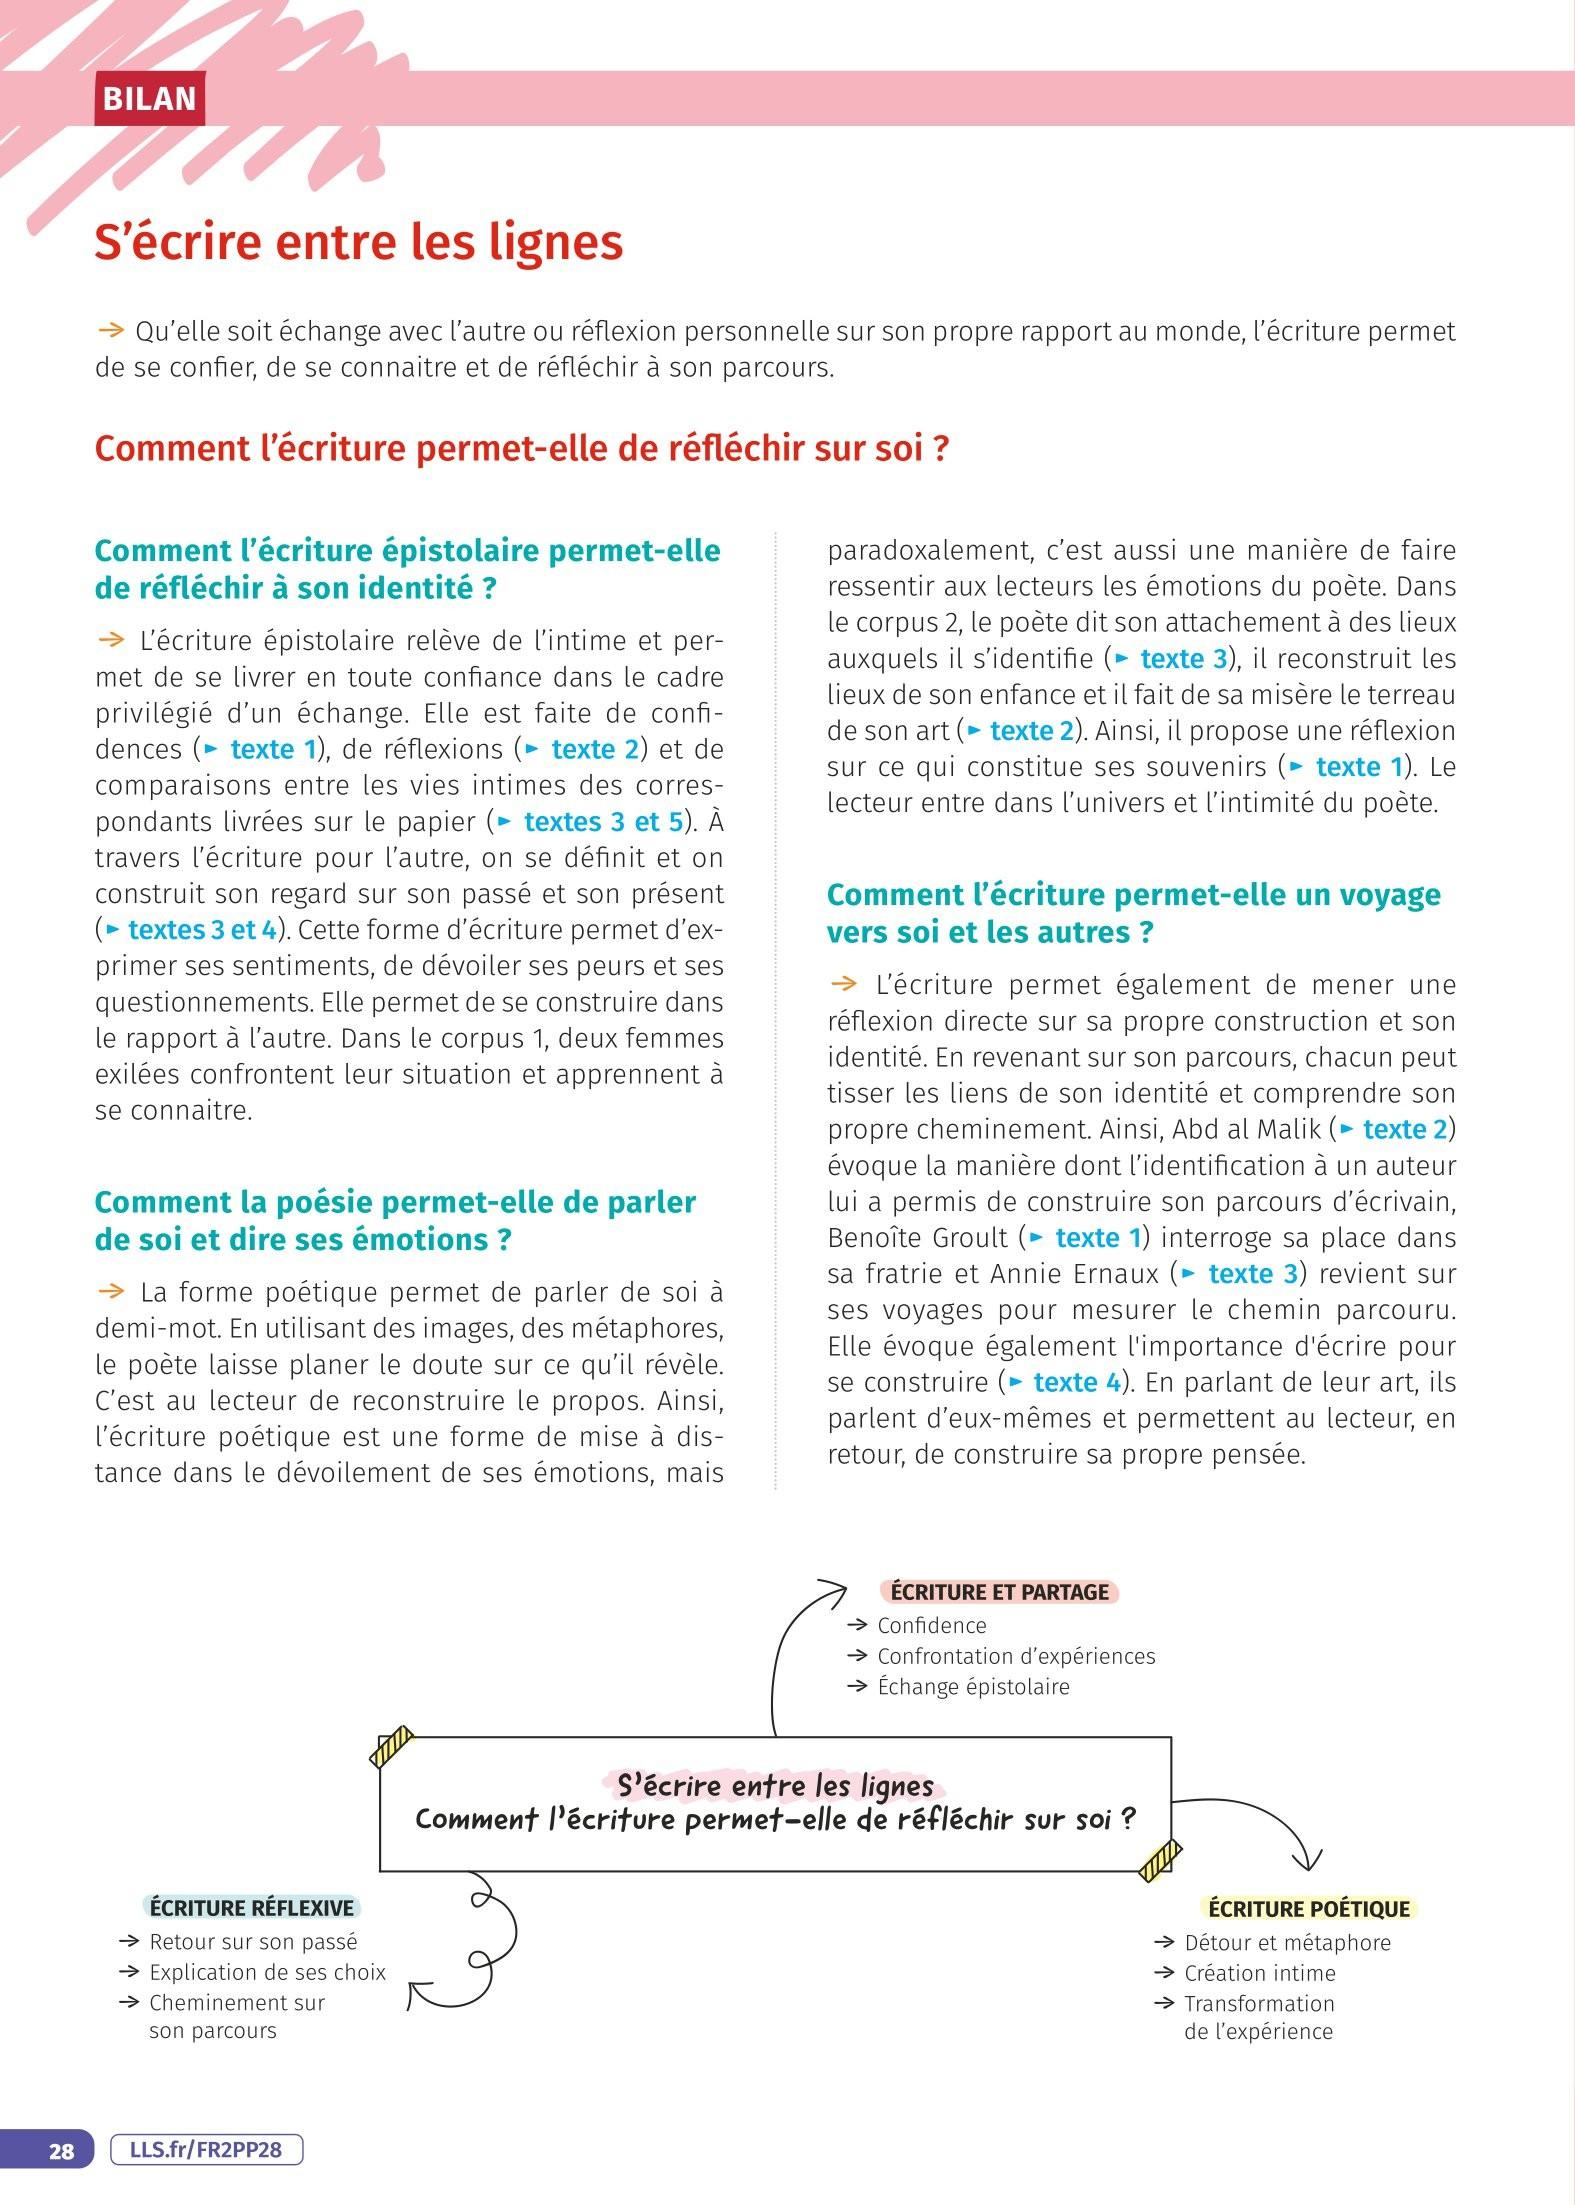 BILAN
S’écrire entre les lignes
→ Qu’elle soit échange avec l’autre ou réflexion personnelle sur son propre rapport au monde, l’écriture permet
de se confier, de se connaitre et de réfléchir à son parcours.
Comment l’écriture permet-elle de réfléchir sur soi ?
Comment l’écriture épistolaire permet-elle
de réfléchir à son identité ?
→ L’écriture épistolaire relève de l’intime et per-
met de se livrer en toute confiance dans le cadre
privilégié d’un échange. Elle est faite de confi-
dences (► texte 1), de réflexions (► texte 2) et de
comparaisons entre les vies intimes des corres-
pondants livrées sur le papier (► textes 3 et 5). À
travers l’écriture pour l’autre, on se définit et on
construit son regard sur son passé et son présent
(► textes 3 et 4). Cette forme d’écriture permet d’ex-
primer ses sentiments, de dévoiler ses peurs et ses
questionnements. Elle permet de se construire dans
le rapport à l’autre. Dans le corpus 1, deux femmes
exilées confrontent leur situation et apprennent à
se connaitre.
Comment la poésie permet-elle de parler
de soi et dire ses émotions ?
→ La forme poétique permet de parler de soi à
demi-mot. En utilisant des images, des métaphores,
le poète laisse planer le doute sur ce qu’il révèle.
C’est au lecteur de reconstruire le propos. Ainsi,
l’écriture poétique est une forme de mise à dis-
tance dans le dévoilement de ses émotions, mais
paradoxalement, c’est aussi une manière de faire
ressentir aux lecteurs les émotions du poète. Dans
le corpus 2, le poète dit son attachement à des lieux
auxquels il s’identifie (► texte 3), il reconstruit les
lieux de son enfance et il fait de sa misère le terreau
de son art (► texte 2). Ainsi, il propose une réflexion
sur ce qui constitue ses souvenirs (► texte 1). Le
lecteur entre dans l’univers et l’intimité du poète.
Comment l’écriture permet-elle un voyage
vers soi et les autres ?
→ L’écriture permet également de mener une
réflexion directe sur sa propre construction et son
identité. En revenant sur son parcours, chacun peut
tisser les liens de son identité et comprendre son
propre cheminement. Ainsi, Abd al Malik (► texte 2)
évoque la manière dont l’identification à un auteur
lui a permis de construire son parcours d’écrivain,
Benoîte Groult (► texte 1) interroge sa place dans
sa fratrie et Annie Ernaux (► texte 3) revient sur
ses voyages pour mesurer le chemin parcouru.
Elle évoque également l'importance d'écrire pour
se construire (► texte 4). En parlant de leur art, ils
parlent d’eux-mêmes et permettent au lecteur, en
retour, de construire sa propre pensée.
ÉCRITURE ET PARTAGE
→ Confidence
→ Confrontation d’expériences
→ Échange épistolaire
S’écrire entre les lignes
Comment l’écriture permet-elle de réfléchir sur soi ?
ÉCRITURE RÉFLEXIVE
→ Retour sur son passé
→ Explication de ses choix
→ Cheminement sur
son parcours
ÉCRITURE POÉTIQUE
→ Détour et métaphore
→ Création intime
→ Transformation
de l’expérience
28
LLS.fr/FR2PP28